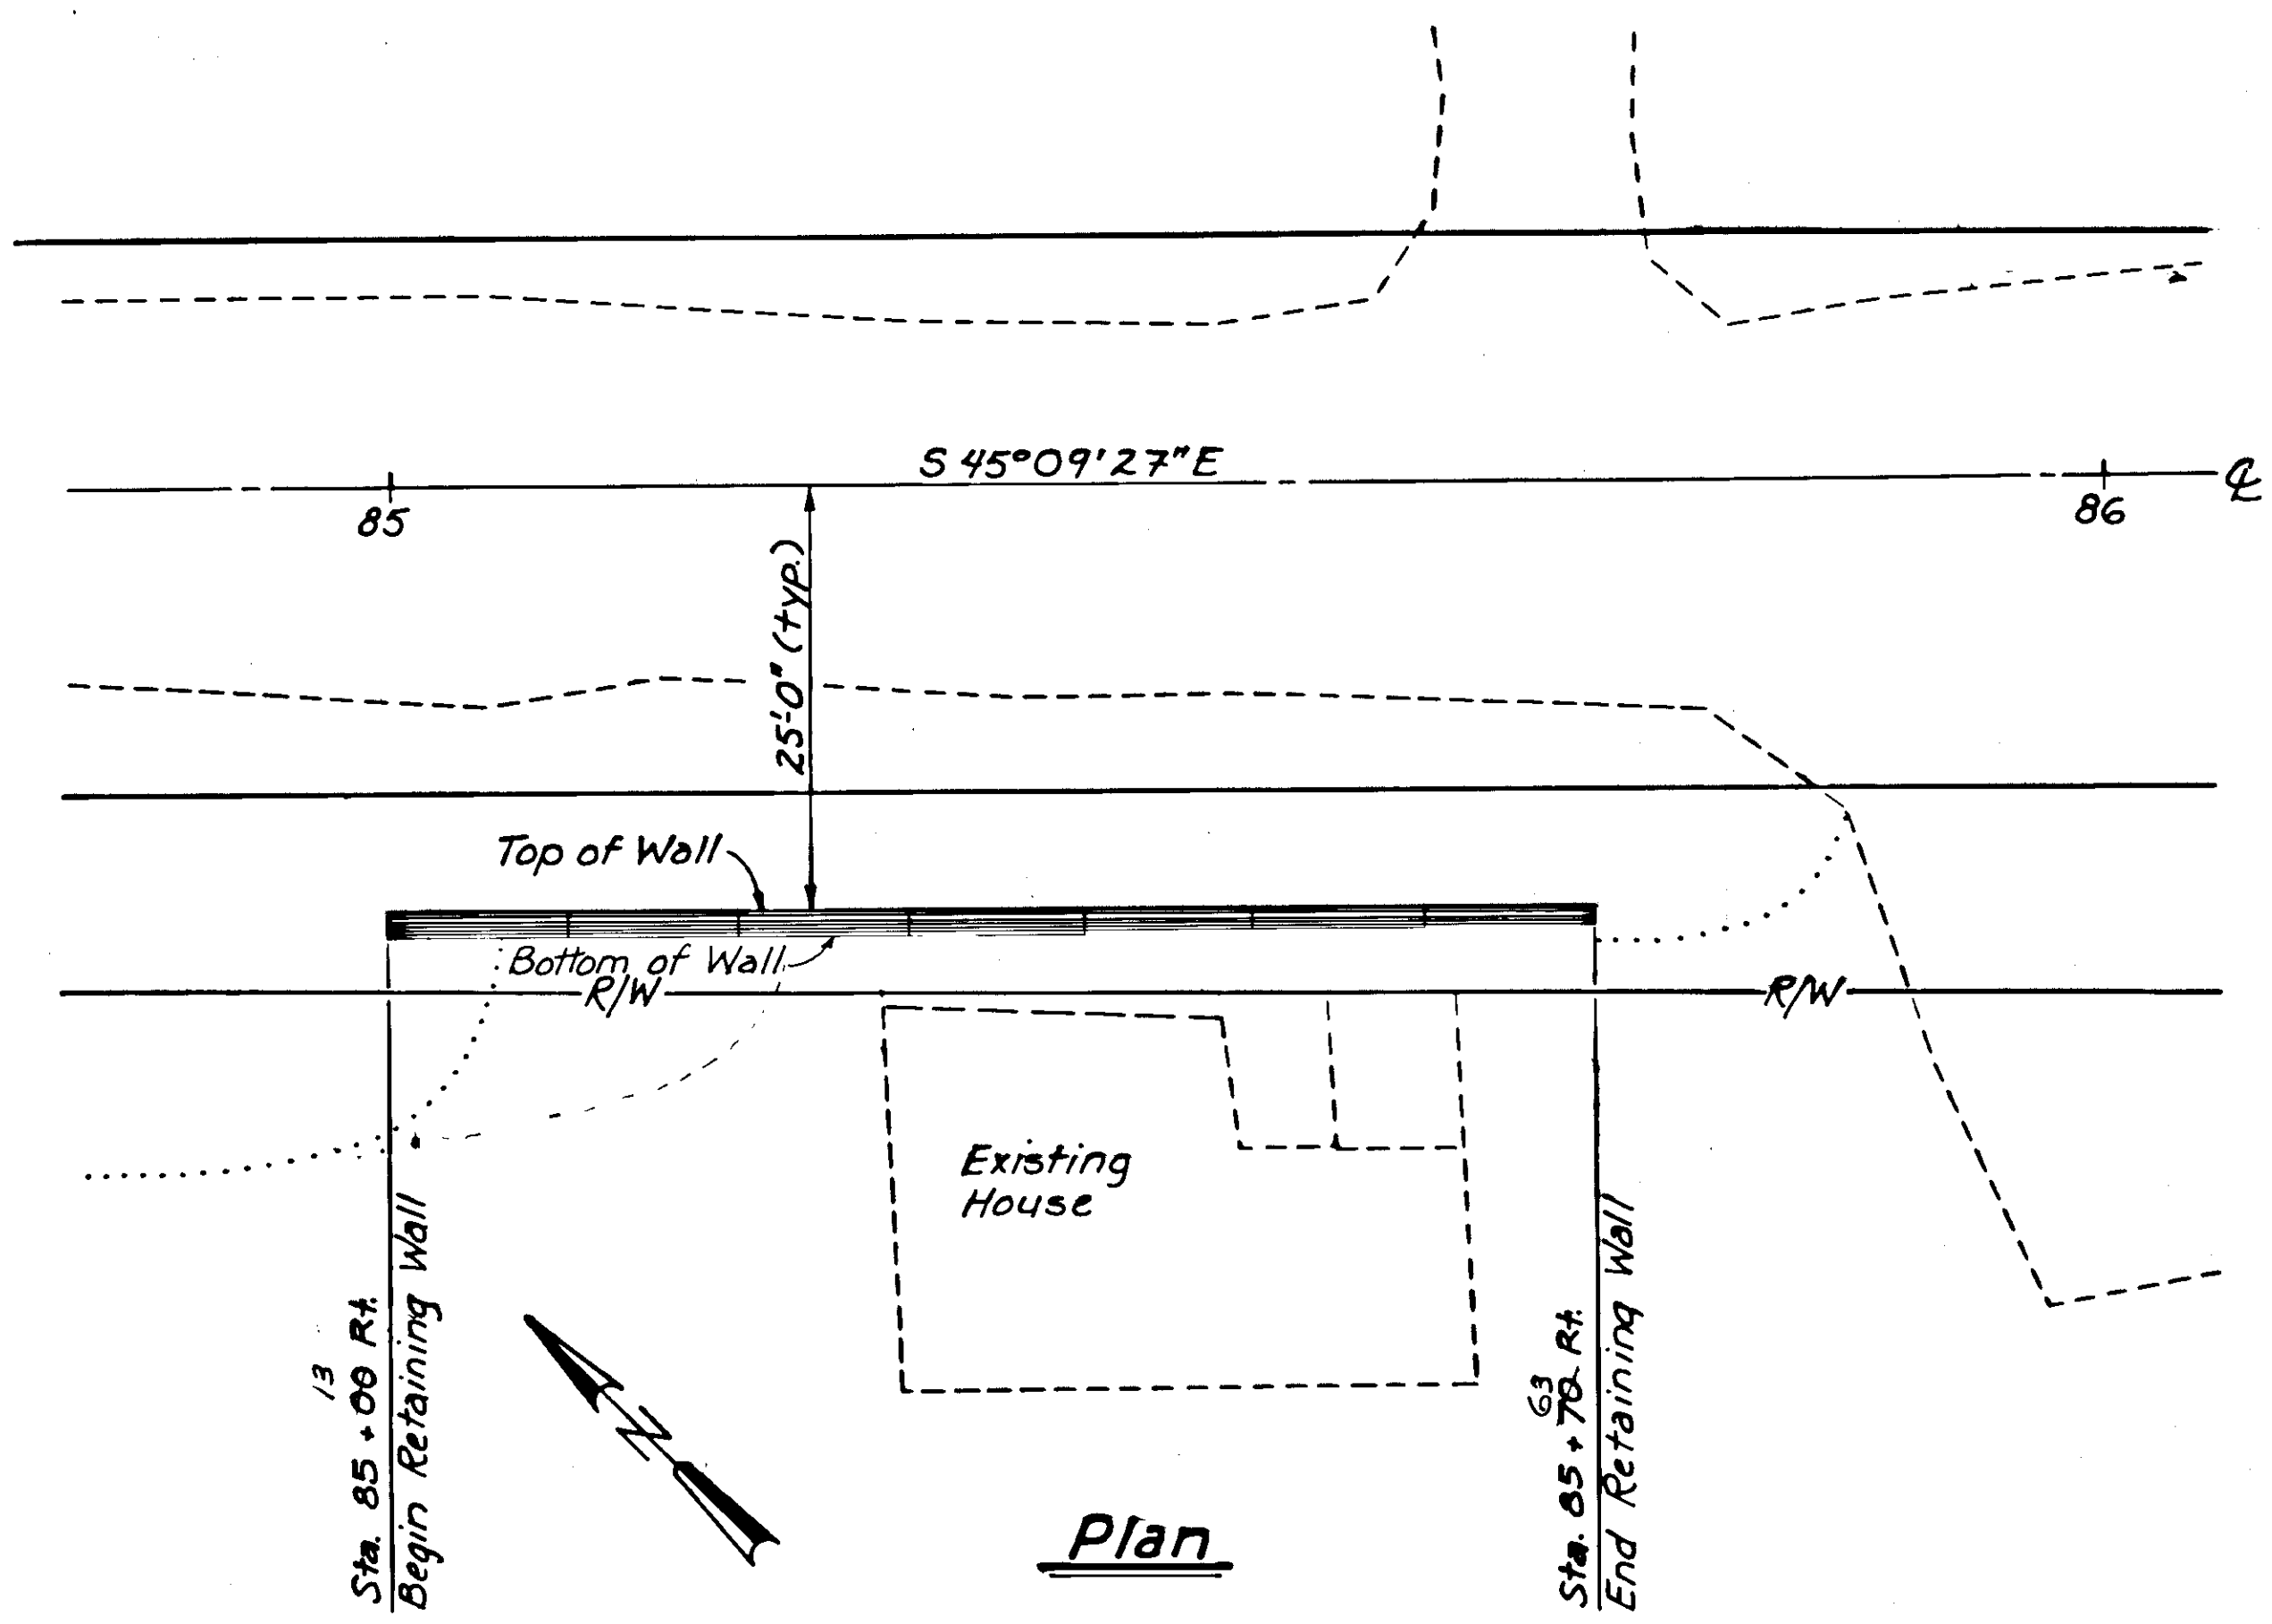 S 45°09'27"E
℄
85
86
25'-0" (typ.)
Top of Wall
Bottom of Wall
R/W
R/W
Existing
House
13
Sta. 85 + 00 Rt.
Begin Retaining Wall
N
63
Sta. 85 + 70 Rt.
End Retaining Wall
Plan